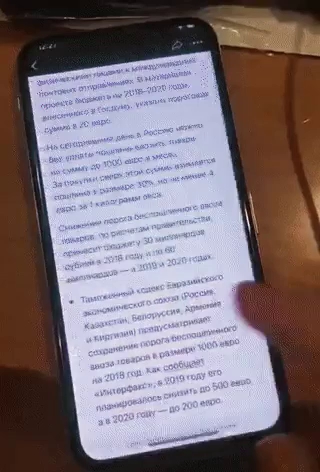 физическими лицами в международных
почтовых отправлениях. В материалах
проекта бюджета на 2018–2020 годы,
внесенного в Госдуму, указана пороговая
сумма в 20 евро.
«На сегодняшний день в Россию можно
без уплаты пошлины ввозить товары
на сумму до 1000 евро в месяц.
За покупки сверх этой суммы взимается
пошлина в размере 30%, но не менее 4
евро за 1 килограмм веса.
Снижение порога беспошлинного ввоза
товаров, по расчетам правительства,
принесет бюджету 30 миллиардов
рублей в 2018 году и по 60
миллиардов — в 2019 и 2020 годах.
• Таможенный кодекс Евразийского
экономического союза (Россия,
Казахстан, Белоруссия, Армения
и Киргизия) предусматривает
сохранение порога беспошлинного
ввоза товаров в размере 1000 евро
на 2018 год. Как сообщает
«Интерфакс», в 2019 году его
планировалось снизить до 500 евро,
а в 2020 году — до 200 евро.